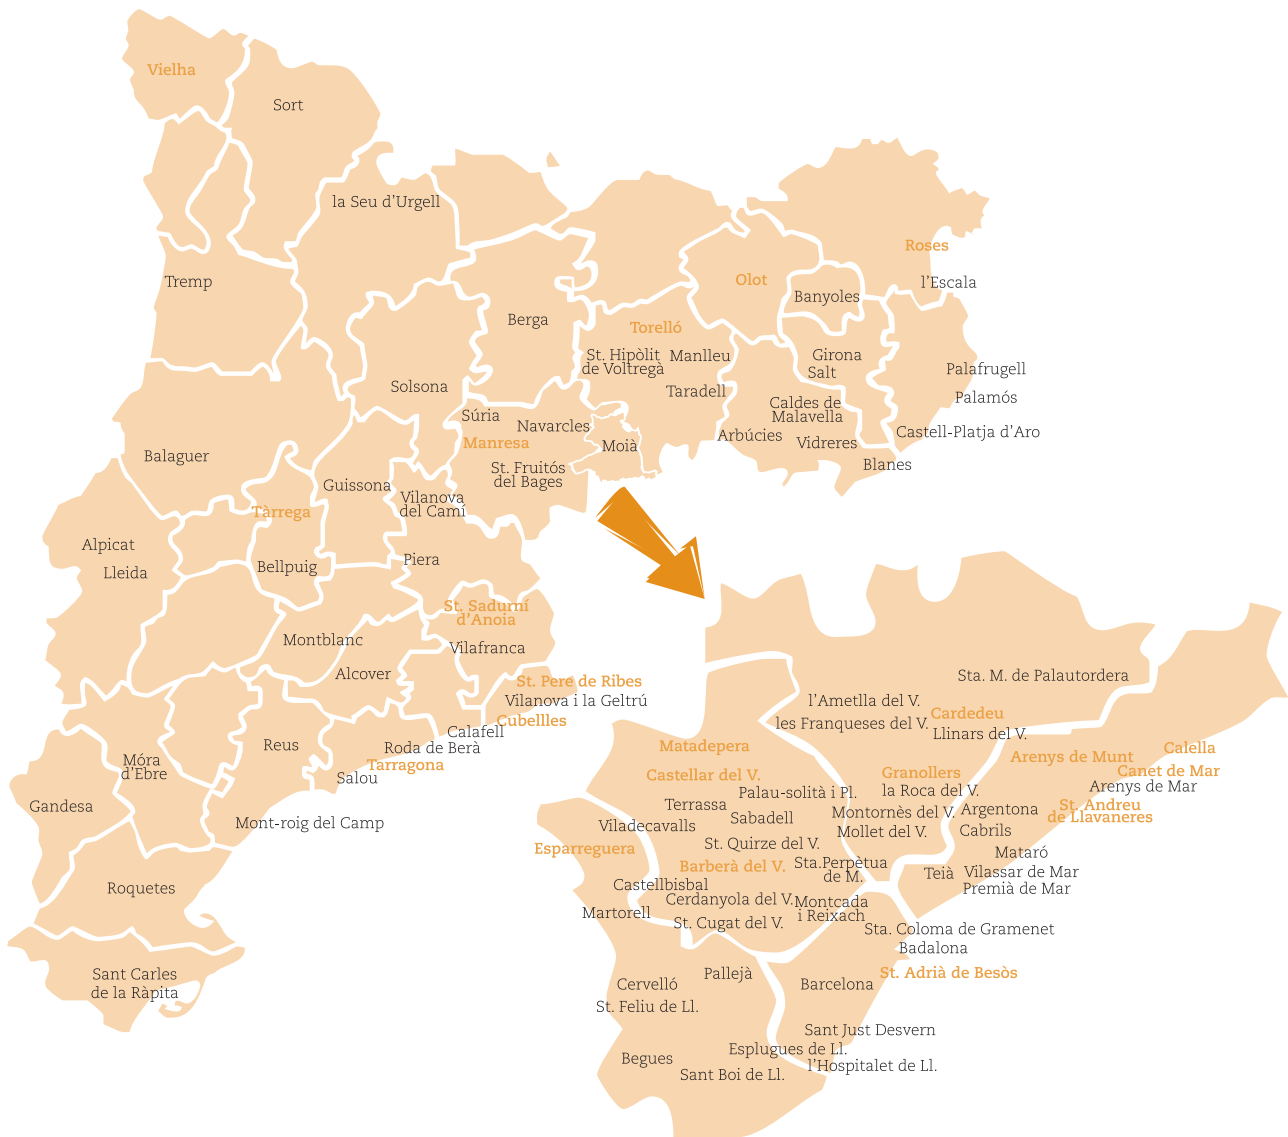 Vielha
Sort
la Seu d'Urgell
Roses
Tremp
Olot
l'Escala
Banyoles
Berga
Torelló
St. Hipòlit
de Voltregà
Manlleu
Girona
Salt
Palafrugell
Solsona
Taradell
Palamós
Caldes de
Malavella
Súria
Navarcles
Castell-Platja d'Aro
Manresa
Moià
Arbúcies
Vidreres
Balaguer
Blanes
St. Fruitós
del Bages
Guissona
Vilanova
del Camí
Tàrrega
Alpicat
Lleida
Bellpuig
Piera
St. Sadurní
d'Anoia
Montblanc
Vilafranca
Alcover
St. Pere de Ribes
Vilanova i la Geltrú
Cubellles
Calafell
Roda de Berà
Reus
Tarragona
Móra
d'Ebre
Salou
Gandesa
Mont-roig del Camp
Roquetes
Sant Carles
de la Ràpita
Sta. M. de Palautordera
l'Ametlla del V.
Cardedeu
les Franqueses del V.
Llinars del V.
Matadepera
Arenys de Munt
Calella
Castellar del V.
Granollers
Canet de Mar
Palau-solità i Pl.
la Roca del V.
Arenys de Mar
Terrassa
Sabadell
Montornès del V.
Argentona
St. Andreu
de Llavaneres
Viladecavalls
Mollet del V.
Cabrils
Esparreguera
St. Quirze del V.
Mataró
Barberà del V.
Sta.Perpètua
de M.
Teià
Vilassar de Mar
Premià de Mar
Castellbisbal
Cerdanyola del V.
Montcada
i Reixach
Martorell
St. Cugat del V.
Sta. Coloma de Gramenet
Badalona
Pallejà
St. Adrià de Besòs
Cervelló
Barcelona
St. Feliu de Ll.
Sant Just Desvern
Begues
Esplugues de Ll.
l'Hospitalet de Ll.
Sant Boi de Ll.